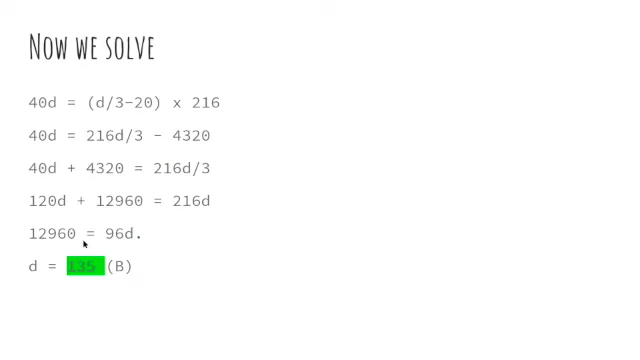 Now we solve
40d = (d/3-20) x 216
40d = 216d/3 - 4320
40d + 4320 = 216d/3
120d + 12960 = 216d
12960 = 96d.
d = 135 (B)